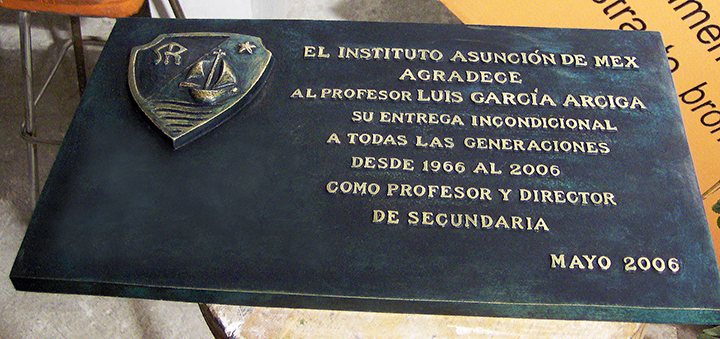 SR
EL INSTITUTO ASUNCIÓN DE MEX
AGRADECE
AL PROFESOR LUIS GARCÍA ARCIGA
SU ENTREGA INCONDICIONAL
A TODAS LAS GENERACIONES
DESDE 1966 AL 2006
COMO PROFESOR Y DIRECTOR
DE SECUNDARIA
MAYO 2006